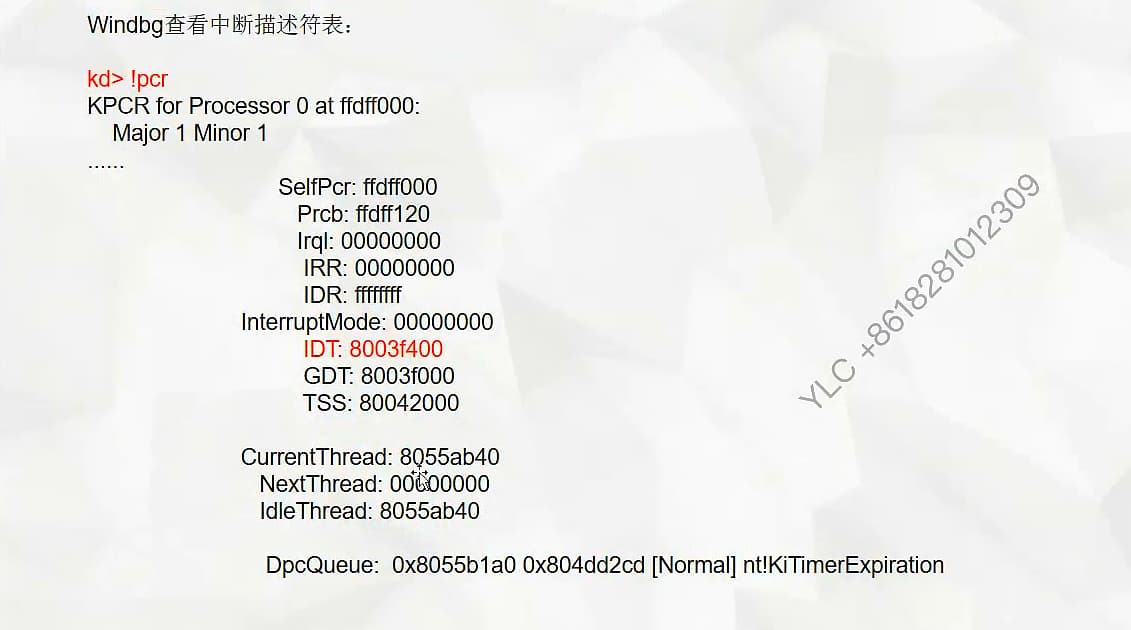 Windbg查看中断描述符表：
kd> !pcr
KPCR for Processor 0 at ffdff000:
Major 1 Minor 1
......
SelfPcr: ffdff000
Prcb: ffdff120
Irql: 00000000
IRR: 00000000
IDR: ffffffff
InterruptMode: 00000000
IDT: 8003f400
GDT: 8003f000
TSS: 80042000
CurrentThread: 8055ab40
NextThread: 00000000
IdleThread: 8055ab40
DpcQueue: 0x8055b1a0 0x804dd2cd [Normal] nt!KiTimerExpiration
YLC +8618281012309